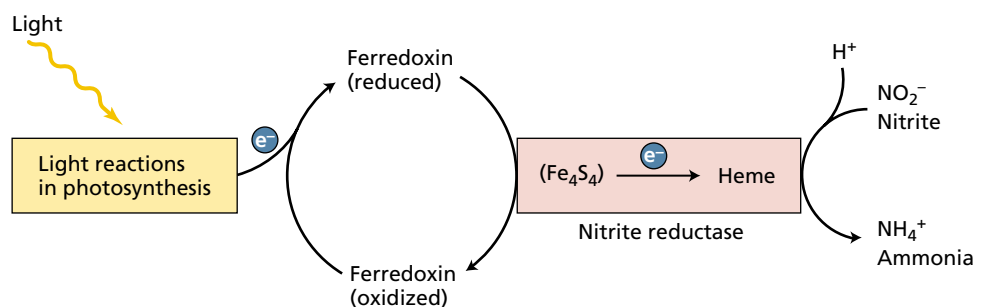 Light
Ferredoxin
(reduced)
H⁺
NO₂⁻
Nitrite
e⁻
Light reactions
in photosynthesis
e⁻
(Fe₄S₄)
Heme
Nitrite reductase
NH₄⁺
Ammonia
Ferredoxin
(oxidized)